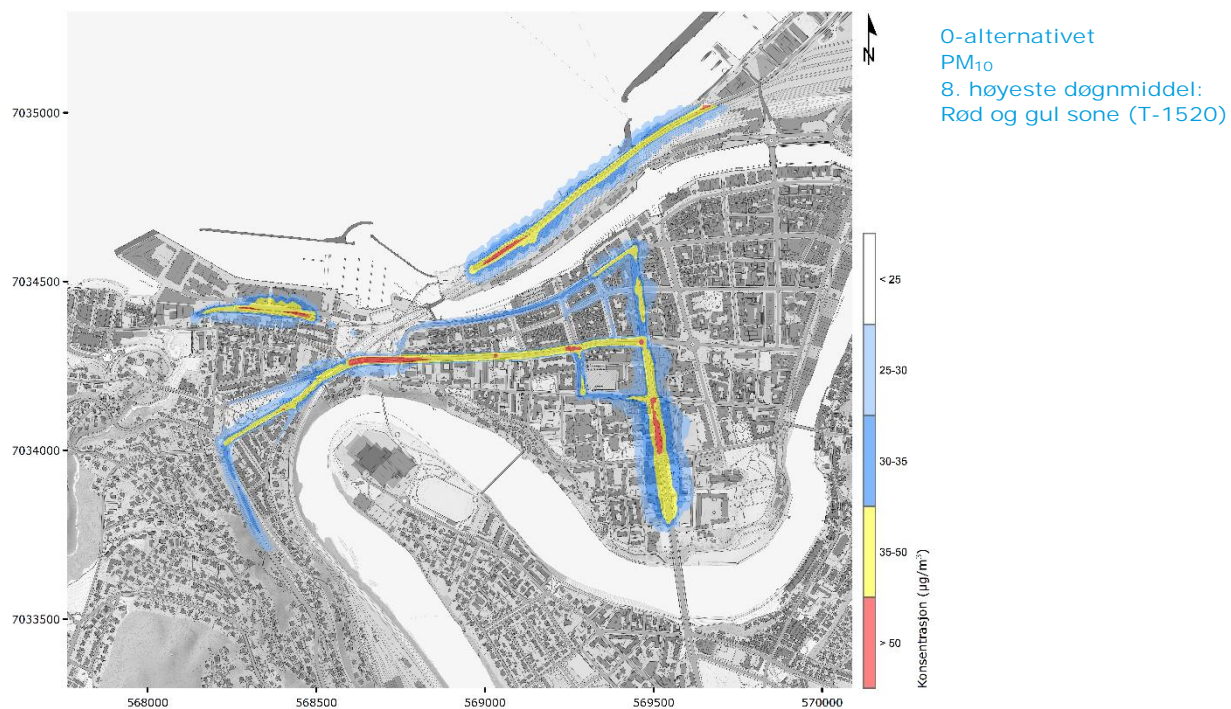 N
0-alternativet
PM₁₀
8. høyeste døgnmiddel:
Rød og gul sone (T-1520)
7035000
7034500
7034000
7033500
568000
568500
569000
569500
570000
< 25
25-30
30-35
35-50
> 50
Konsentrasjon (µg/m³)